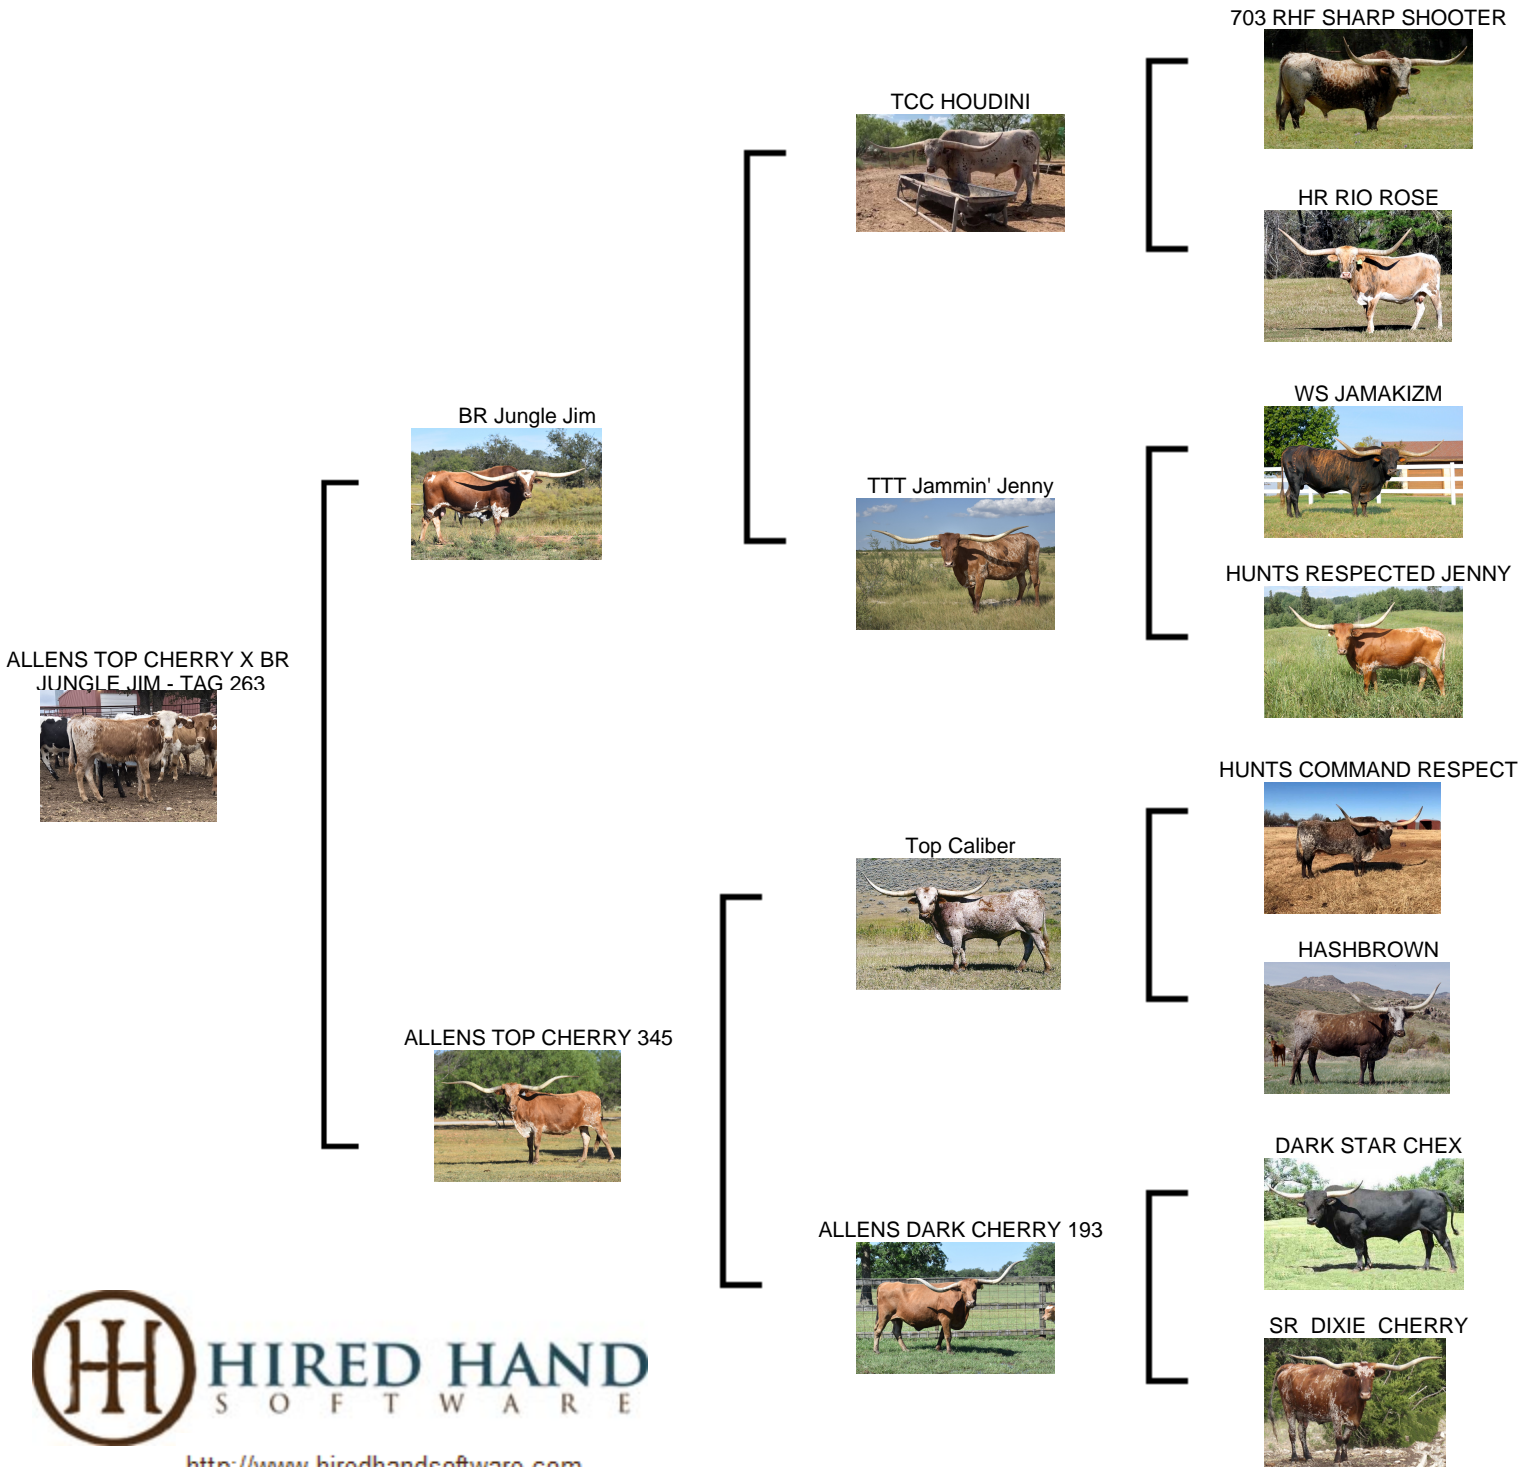 703 RHF SHARP SHOOTER
TCC HOUDINI
HR RIO ROSE
WS JAMAKIZM
BR Jungle Jim
TTT Jammin' Jenny
HUNTS RESPECTED JENNY
ALLENS TOP CHERRY X BR
JUNGLE JIM - TAG 263
HUNTS COMMAND RESPECT
Top Caliber
HASHBROWN
ALLENS TOP CHERRY 345
DARK STAR CHEX
ALLENS DARK CHERRY 193
SR DIXIE CHERRY
HIRED HAND
SOFTWARE
http://www.hiredhandsoftware.com